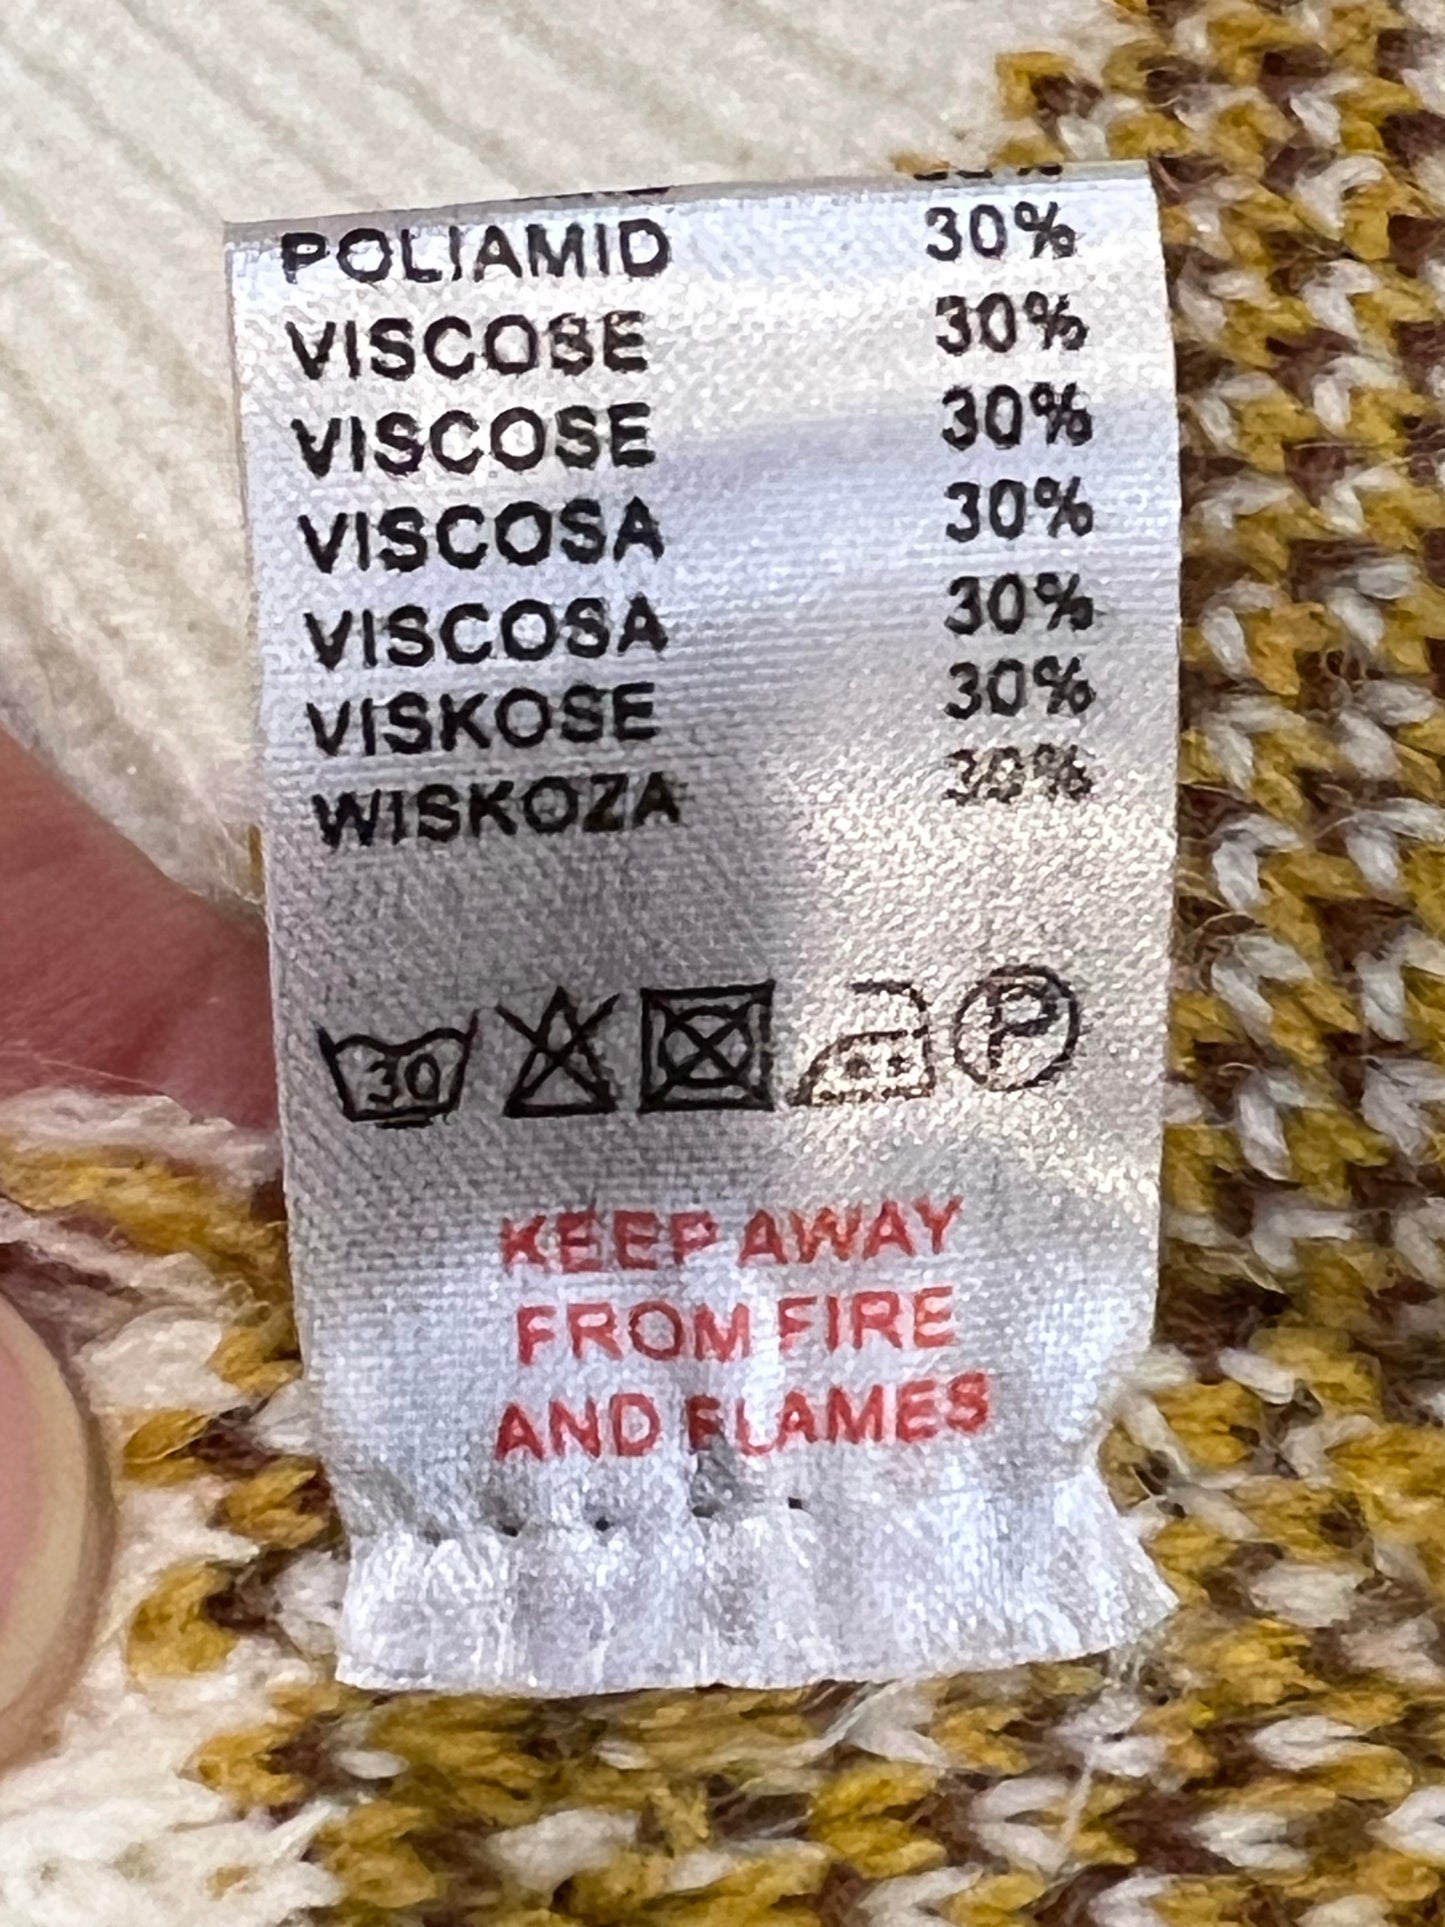 POLIAMID 30%
VISCOSE 30%
VISCOSE 30%
VISCOSA 30%
VISCOSA 30%
VISKOSE 30%
WISKOZA 30%
30 P
KEEP AWAY
FROM FIRE
AND FLAMES